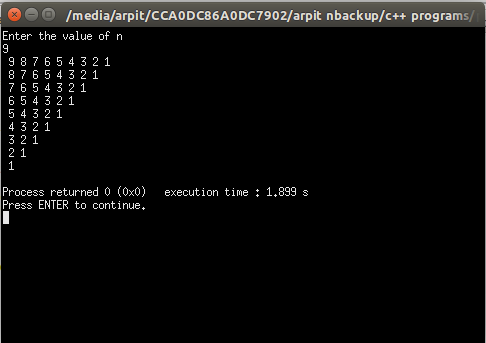 /media/arpit/CCA0DC86A0DC7902/arpit nbackup/c++ programs/
Enter the value of n
9
9 8 7 6 5 4 3 2 1
8 7 6 5 4 3 2 1
7 6 5 4 3 2 1
6 5 4 3 2 1
5 4 3 2 1
4 3 2 1
3 2 1
2 1
1
Process returned 0 (0x0)   execution time : 1.899 s
Press ENTER to continue.